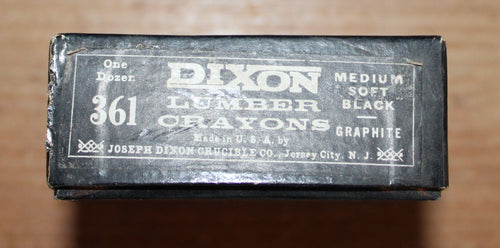 One
Dozen
361
DIXON
LUMBER
CRAYONS
Made in U. S. A. by
JOSEPH DIXON CRUCIBLE CO., Jersey City, N. J.
MEDIUM
SOFT
BLACK
—
GRAPHITE